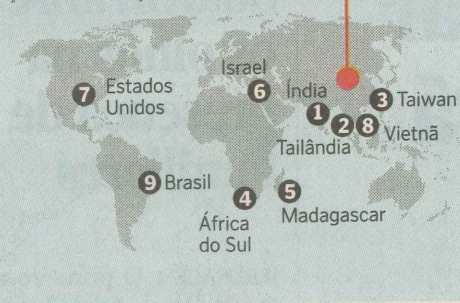 Israel
6
7
Estados
Unidos
Índia
1
3 Taiwan
2
8
Vietnã
Tailândia
9 Brasil
4
África
do Sul
5
Madagascar